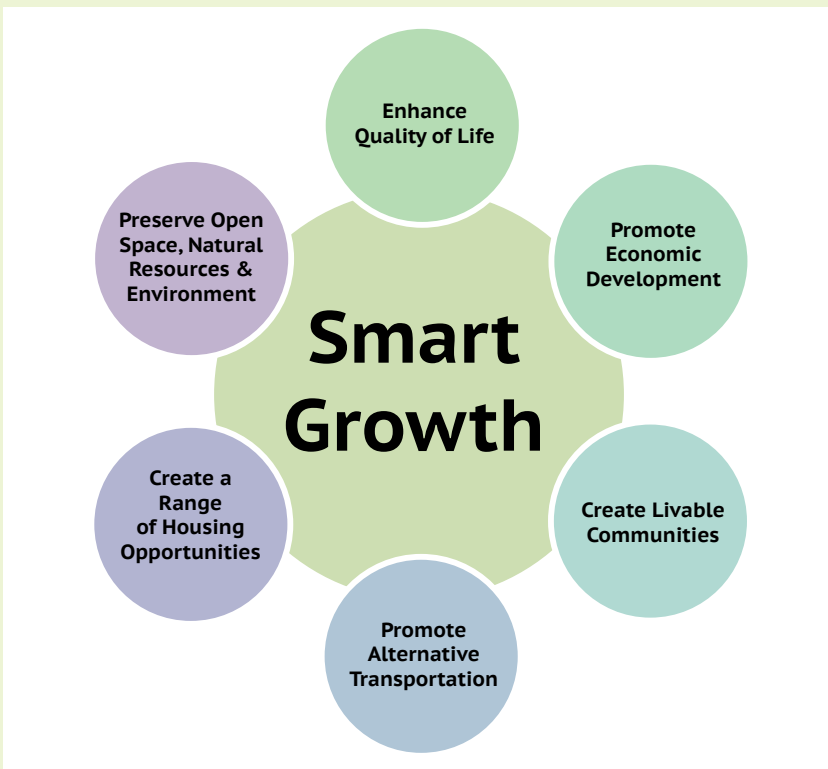 Enhance
Quality of Life
Promote
Economic
Development
Create Livable
Communities
Promote
Alternative
Transportation
Create a
Range
of Housing
Opportunities
Preserve Open
Space, Natural
Resources &
Environment
Smart
Growth